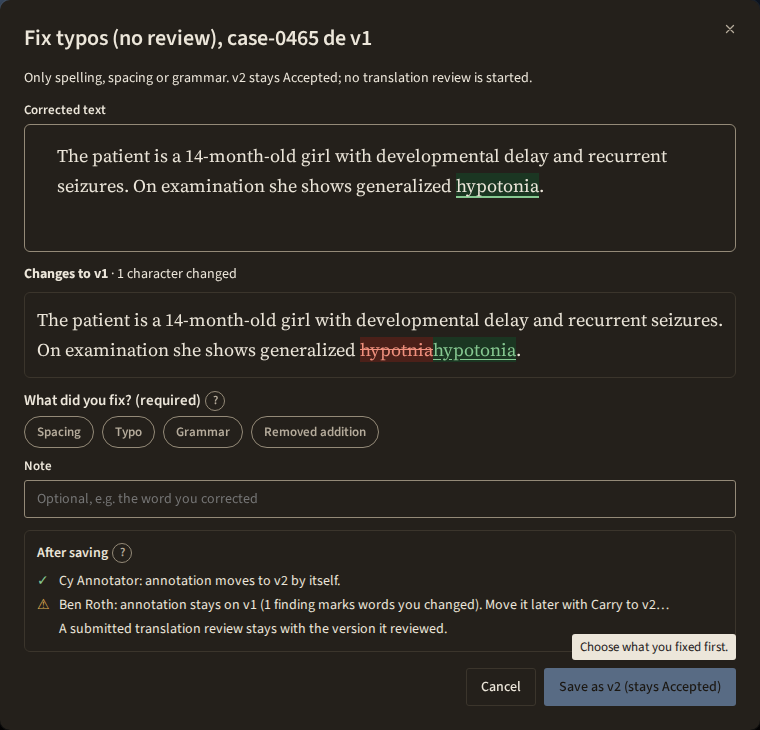 Fix typos (no review), case-0465 de v1
×
Only spelling, spacing or grammar. v2 stays Accepted; no translation review is started.
Corrected text
The patient is a 14-month-old girl with developmental delay and recurrent
seizures. On examination she shows generalized hypotonia.
Changes to v1 · 1 character changed
The patient is a 14-month-old girl with developmental delay and recurrent seizures.
On examination she shows generalized hypotniahypotonia.
What did you fix? (required) ?
Spacing Typo Grammar Removed addition
Note
Optional, e.g. the word you corrected
After saving ?
✓ Cy Annotator: annotation moves to v2 by itself.
⚠ Ben Roth: annotation stays on v1 (1 finding marks words you changed). Move it later with Carry to v2…
A submitted translation review stays with the version it reviewed.
Choose what you fixed first.
Cancel Save as v2 (stays Accepted)